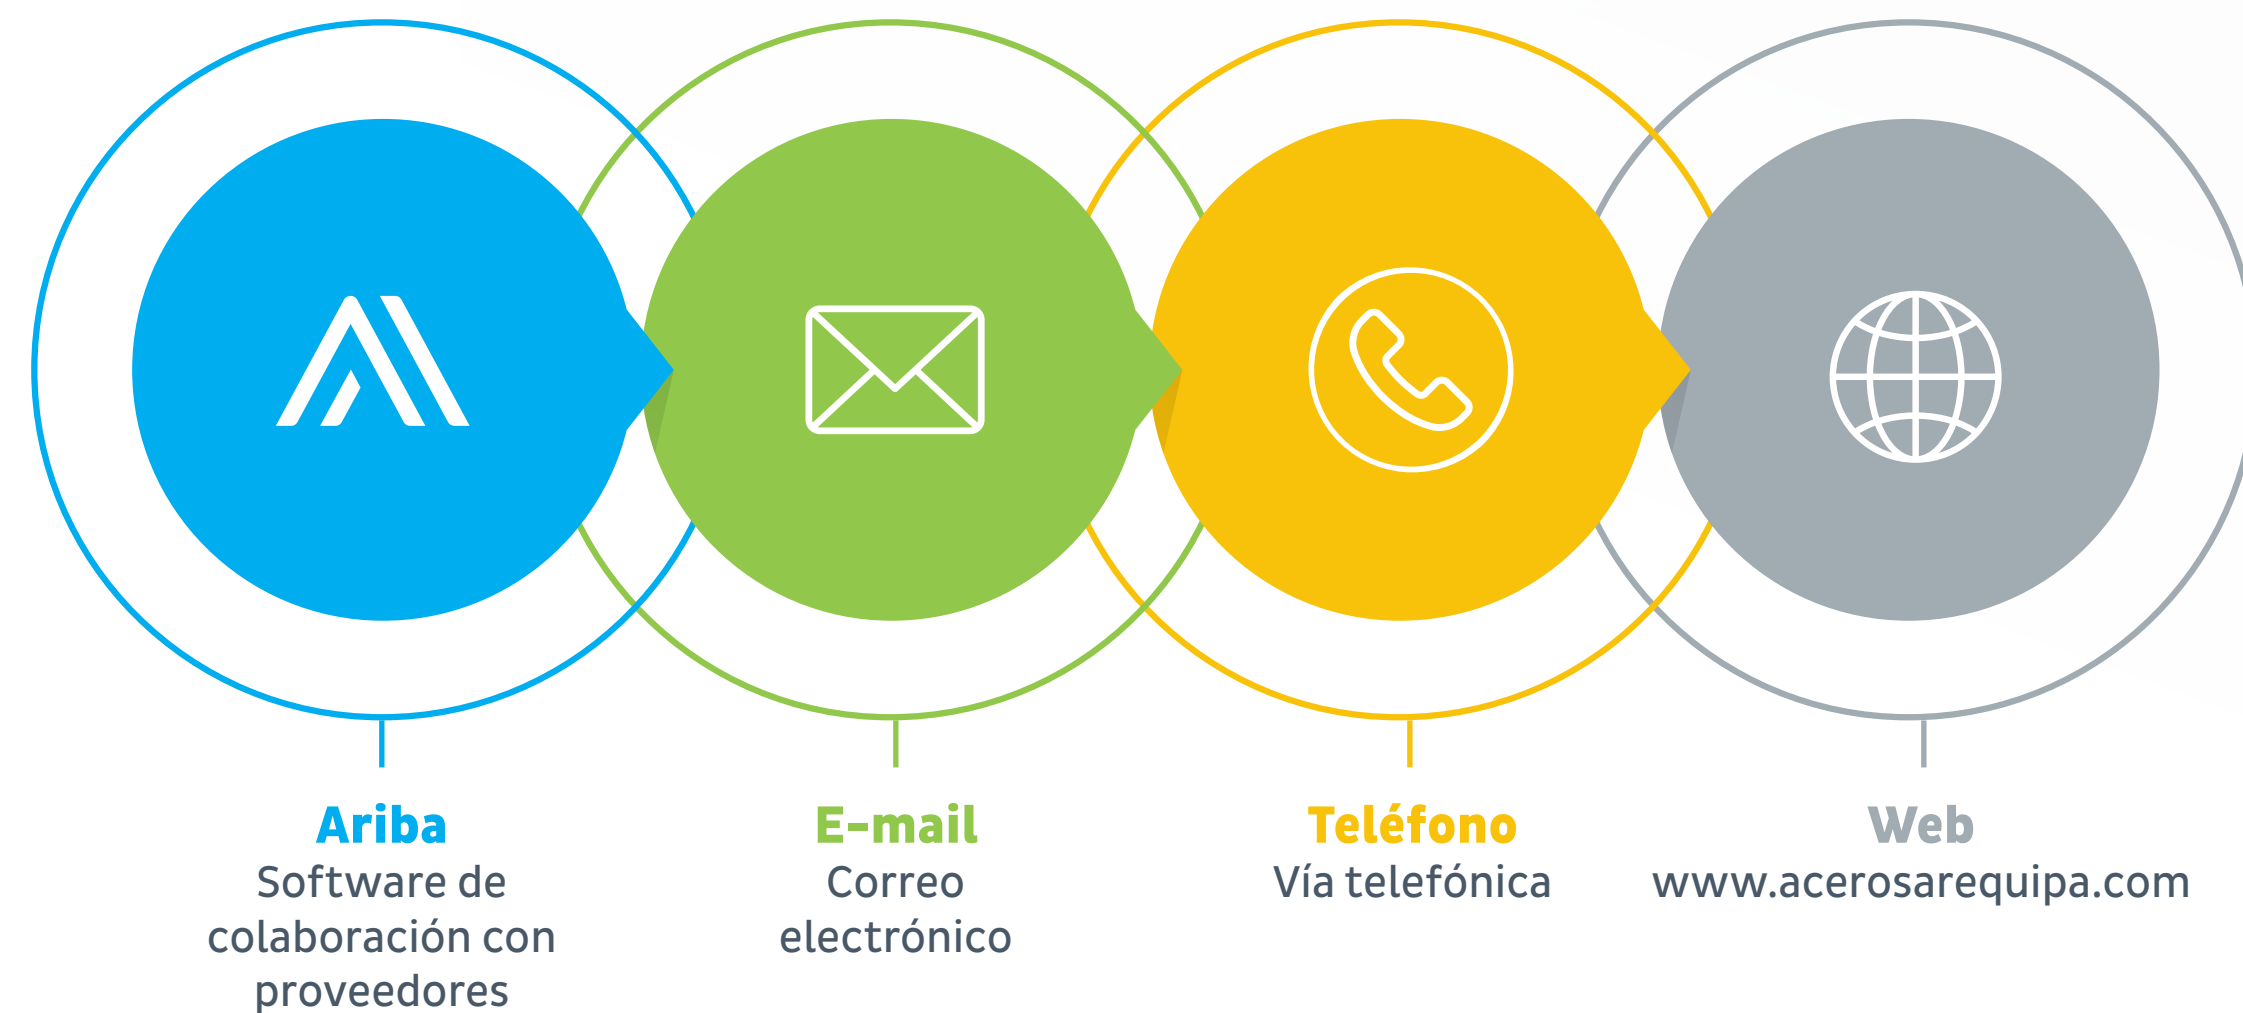 Ariba
Software de
colaboración con
proveedores
E-mail
Correo
electrónico
Teléfono
Vía telefónica
Web
www.acerosarequipa.com